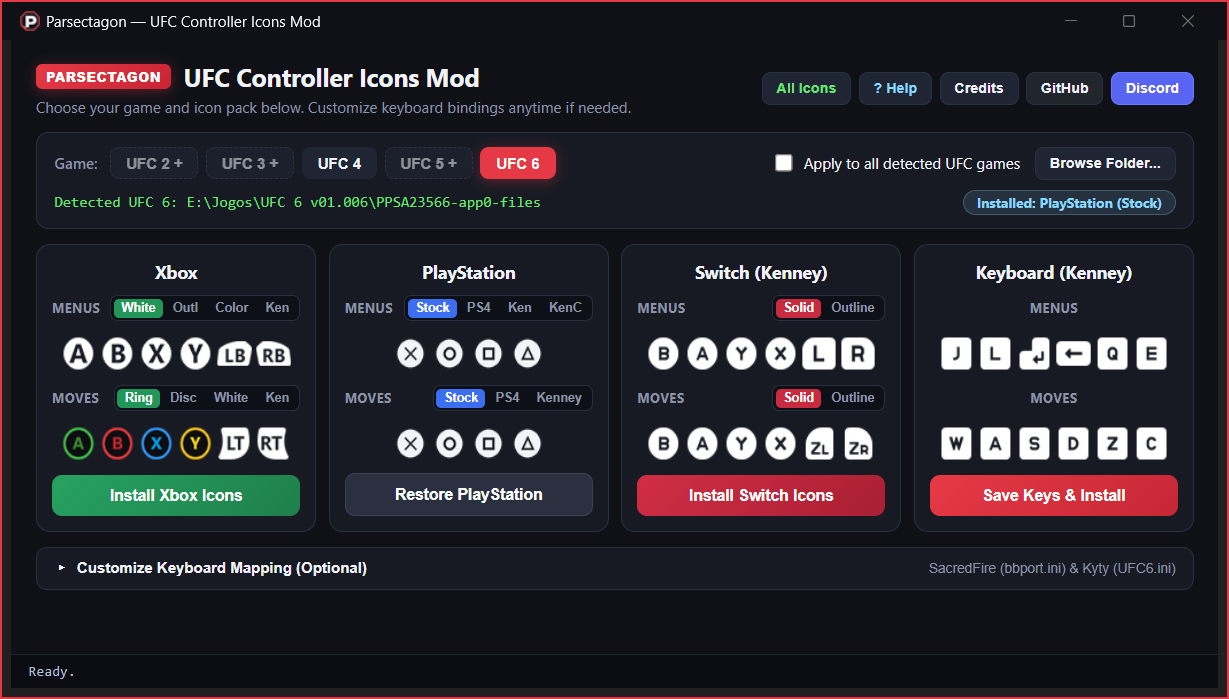 Parsectagon — UFC Controller Icons Mod
PARSECTAGON UFC Controller Icons Mod
Choose your game and icon pack below. Customize keyboard bindings anytime if needed.
All Icons ? Help Credits GitHub Discord
Game: UFC 2 + UFC 3 + UFC 4 UFC 5 + UFC 6
Apply to all detected UFC games Browse Folder...
Detected UFC 6: E:\Jogos\UFC 6 v01.006\PPSA23566-app0-files
Installed: PlayStation (Stock)
Xbox
MENUS White Outl Color Ken
A B X Y LB RB
MOVES Ring Disc White Ken
A B X Y LT RT
Install Xbox Icons
PlayStation
MENUS Stock PS4 Ken KenC
MOVES Stock PS4 Kenney
Restore PlayStation
Switch (Kenney)
MENUS Solid Outline
B A Y X L R
MOVES Solid Outline
B A Y X ZL ZR
Install Switch Icons
Keyboard (Kenney)
MENUS
J L Q E
MOVES
W A S D Z C
Save Keys & Install
Customize Keyboard Mapping (Optional)
SacredFire (bbport.ini) & Kyty (UFC6.ini)
Ready.